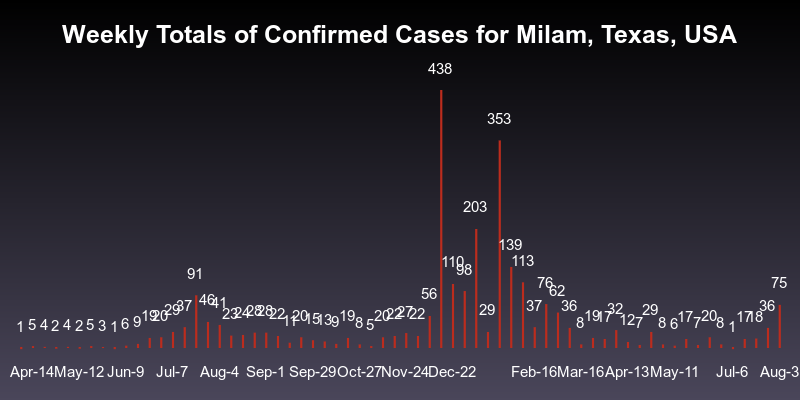 Weekly Totals of Confirmed Cases for Milam, Texas, USA
1 5 4 2 4 2 5 3 1 6 9 19 20 29 37 91 46 41 23 24 28 28 22 11 20 15 13 9 19 8 5 20 22 27 22 56 438 110 98 203 29 353 139 113 37 76 62 36 8 19 17 32 12 7 29 8 6 17 7 20 8 1 17 18 36 75
Apr-14 May-12 Jun-9 Jul-7 Aug-4 Sep-1 Sep-29 Oct-27 Nov-24 Dec-22 Feb-16 Mar-16 Apr-13 May-11 Jul-6 Aug-3